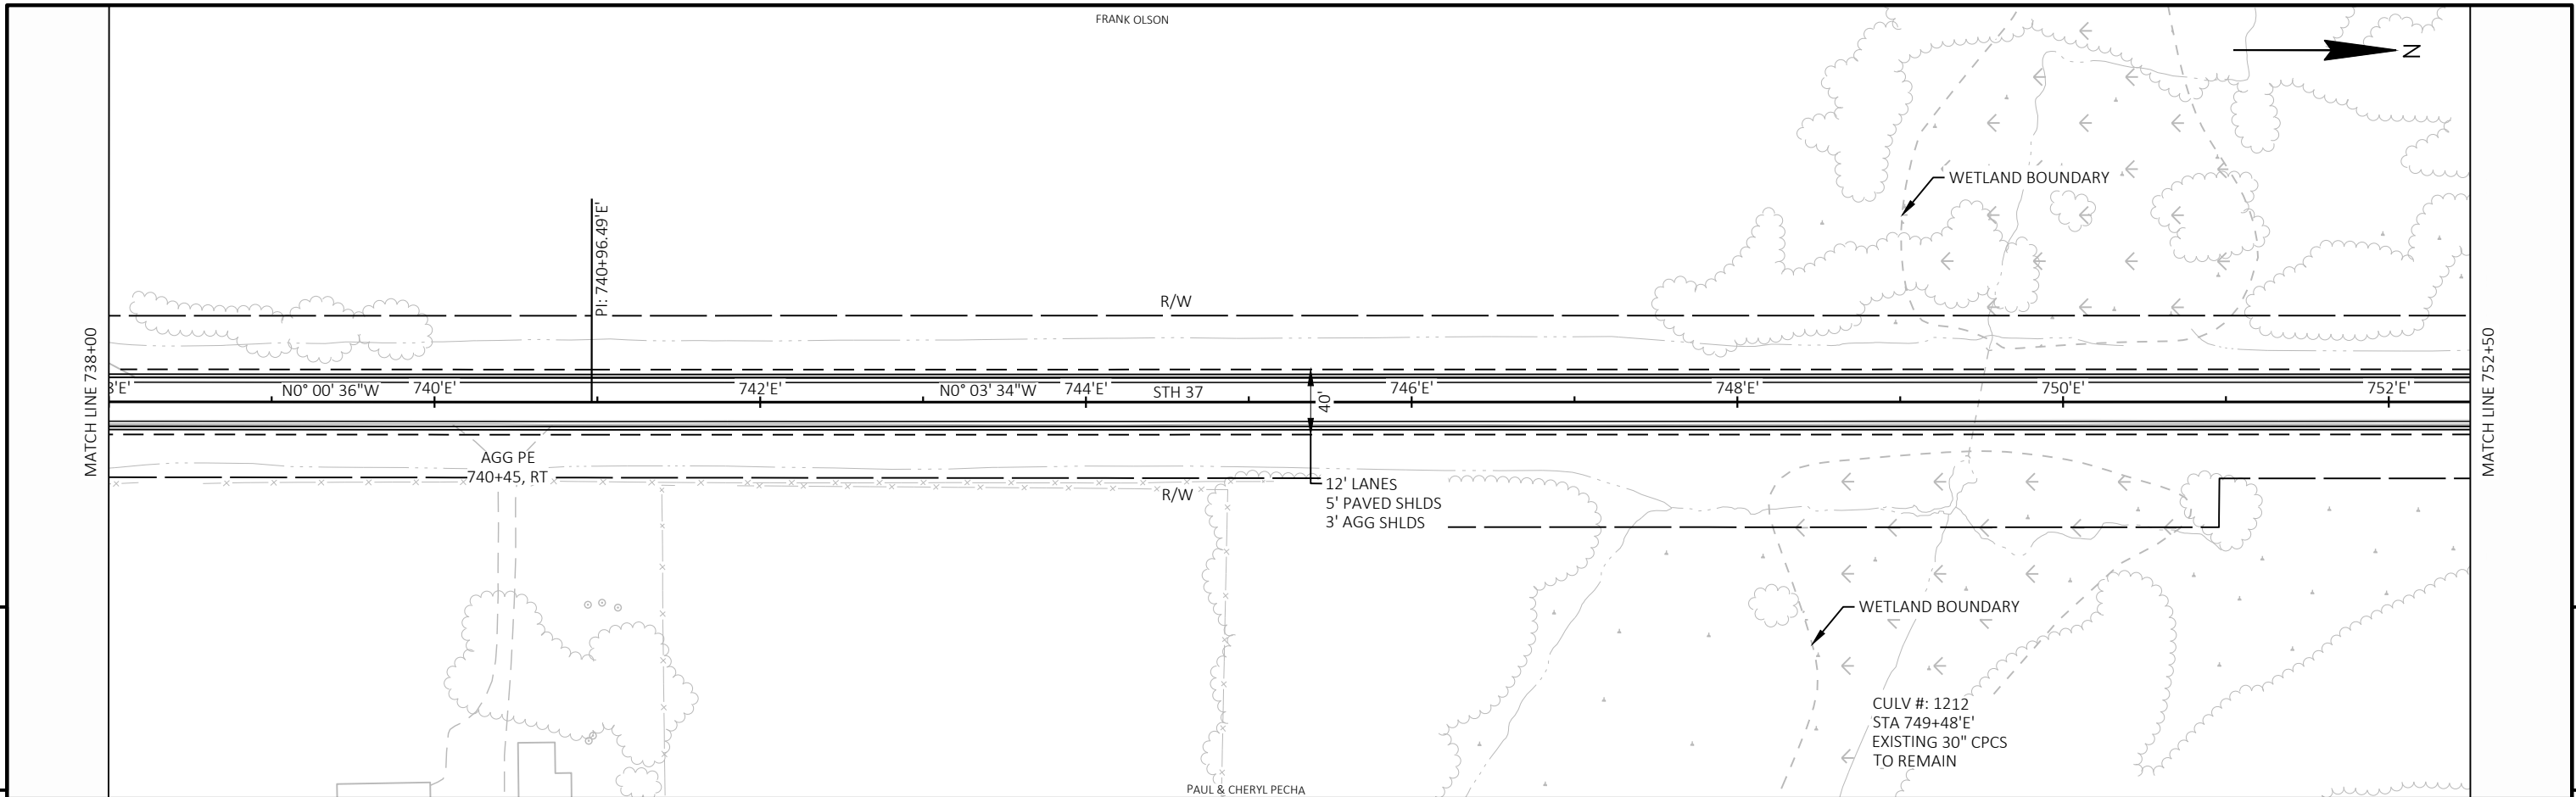 FRANK OLSON
N
WETLAND BOUNDARY
PI: 740+96.49'E'
R/W
MATCH LINE 738+00
MATCH LINE 752+50
8'E'
N0° 00' 36"W
740'E'
742'E'
N0° 03' 34"W
744'E'
STH 37
40'
746'E'
748'E'
750'E'
752'E'
AGG PE
740+45, RT
R/W
12' LANES
5' PAVED SHLDS
3' AGG SHLDS
WETLAND BOUNDARY
CULV #: 1212
STA 749+48'E'
EXISTING 30" CPCS
TO REMAIN
PAUL & CHERYL PECHA